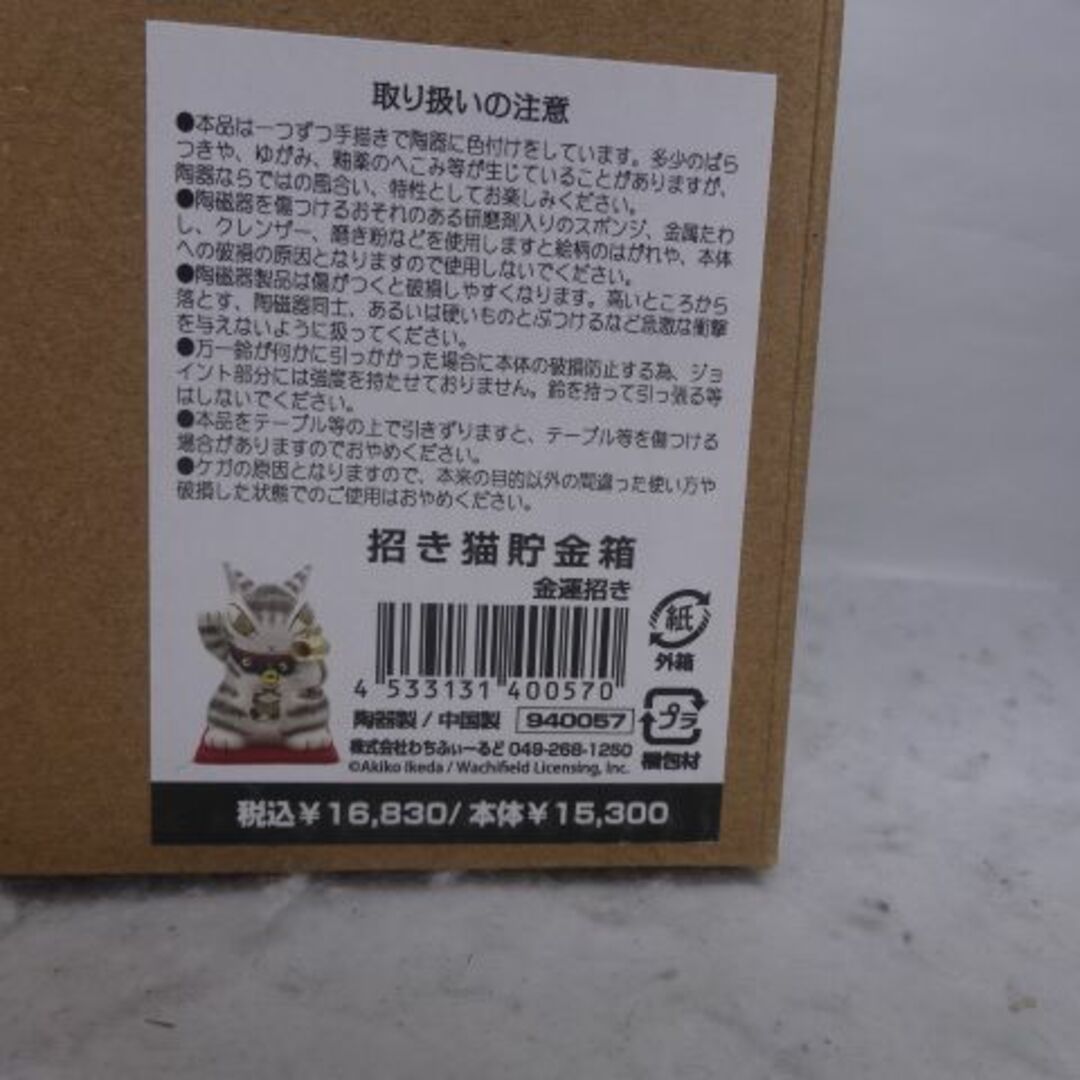 取り扱いの注意
●本品は一つずつ手描きで陶器に色付けをしています。多少のばら
つきや、ゆがみ、釉薬のへこみ等が生じていることがありますが、
陶器ならではの風合い、特性としてお楽しみください。
●陶磁器を傷つけるおそれのある研磨剤入りのスポンジ、金属たわ
し、クレンザー、磨き粉などを使用しますと絵柄のはがれや、本体
への破損の原因となりますので使用しないでください。
●陶磁器製品は傷がつくと破損しやすくなります。高いところから
落とす、陶磁器同士、あるいは硬いものとぶつけるなど急激な衝撃
を与えないように扱ってください。
●万一鈴が何かに引っかかった場合に本体の破損防止する為、ジョ
イント部分には強度を持たせておりません。鈴を持って引っ張る等
はしないでください。
●本品をテーブル等の上で引きずりますと、テーブル等を傷つける
場合がありますのでおやめください。
●ケガの原因となりますので、本来の目的以外の間違った使い方や
破損した状態でのご使用はおやめください。
招き猫貯金箱
金運招き
4 533131 400570
陶器製/中国製 940057
株式会社わちふぃーるど 049-268-1250
©Akiko Ikeda / Wachifield Licensing, Inc.
紙
外箱
プラ
梱包材
税込¥16,830/本体¥15,300